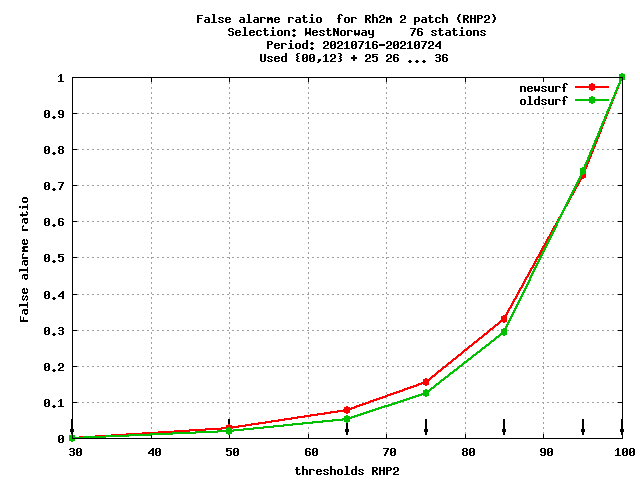 False alarme ratio  for Rh2m 2 patch (RHP2)
Selection: WestNorway     76 stations
Period: 20210716-20210724
Used {00,12} + 25 26 ... 36
newsurf
oldsurf
1
0.9
0.8
0.7
0.6
0.5
0.4
0.3
0.2
0.1
0
False alarme ratio
30 40 50 60 70 80 90 100
thresholds RHP2